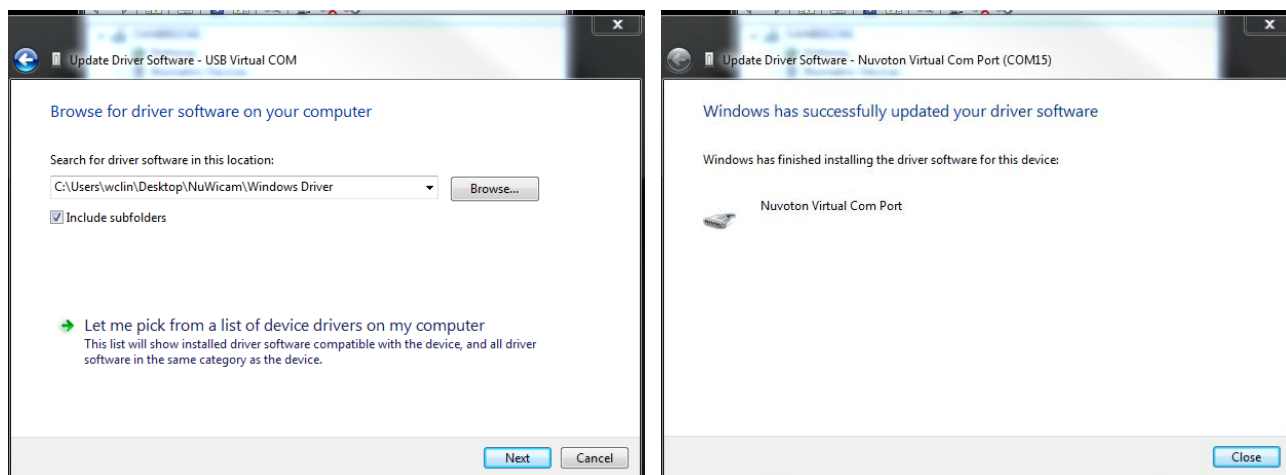 Update Driver Software - USB Virtual COM
Browse for driver software on your computer
Search for driver software in this location:
C:\Users\wclin\Desktop\NuWicam\Windows Driver
Browse...
Include subfolders
Let me pick from a list of device drivers on my computer
This list will show installed driver software compatible with the device, and all driver
software in the same category as the device.
Next
Cancel
Update Driver Software - Nuvoton Virtual Com Port (COM15)
Windows has successfully updated your driver software
Windows has finished installing the driver software for this device:
Nuvoton Virtual Com Port
Close